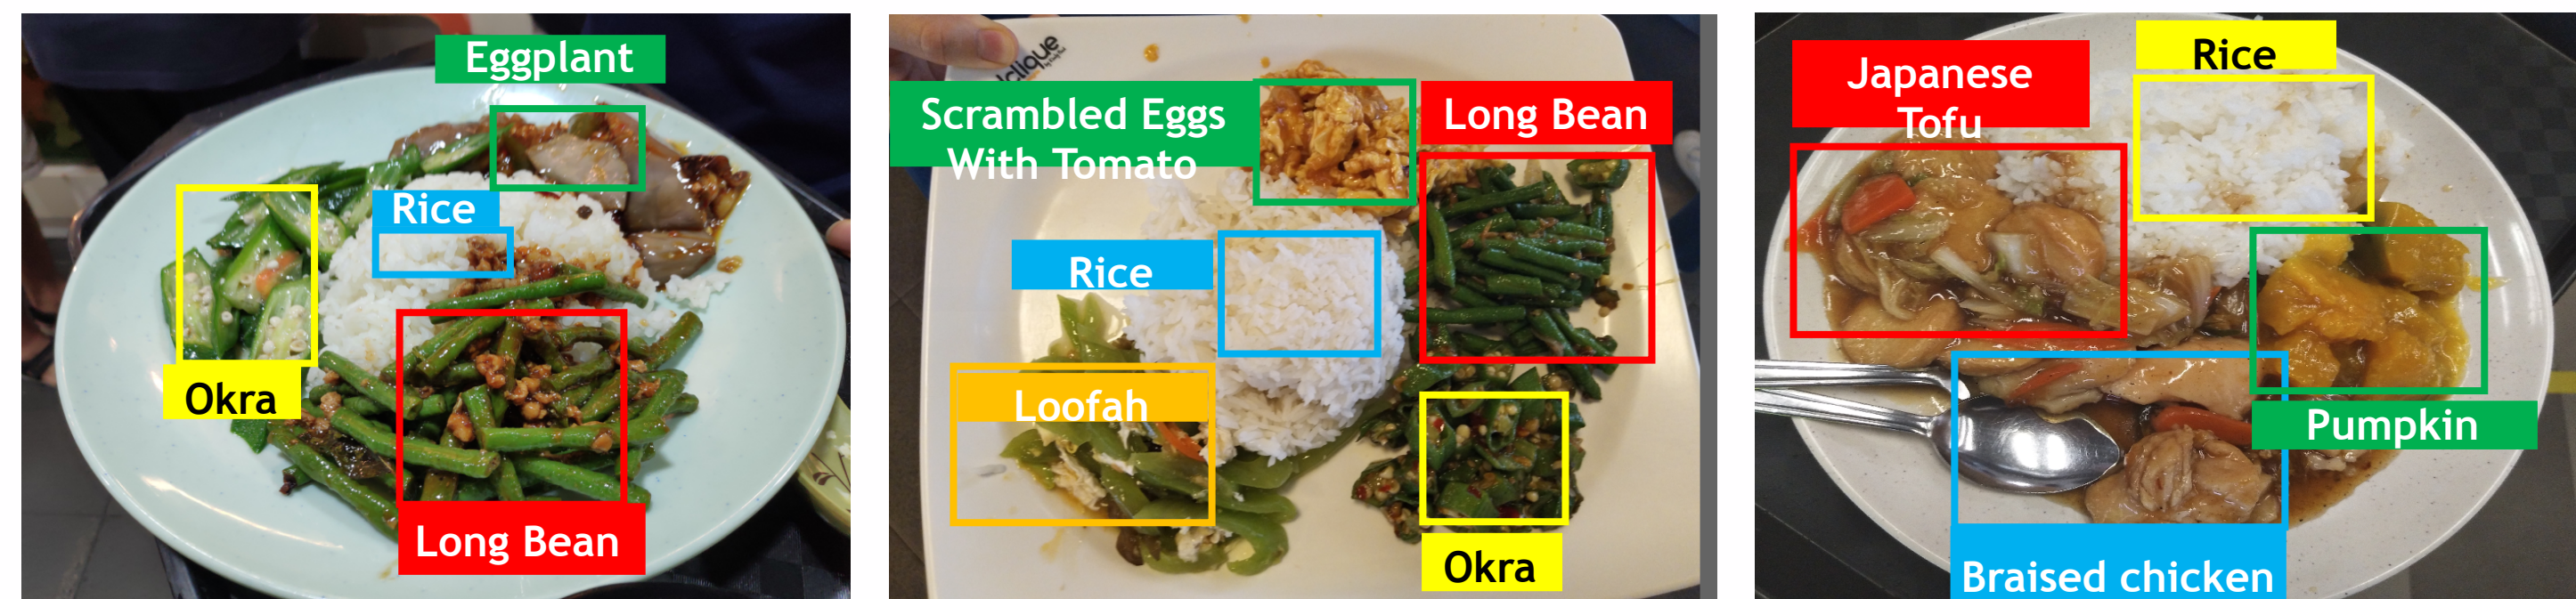 Eggplant
Rice
Okra
Long Bean
clique
Scrambled Eggs
With Tomato
Long Bean
Rice
Loofah
Okra
Japanese
Tofu
Rice
Pumpkin
Braised chicken